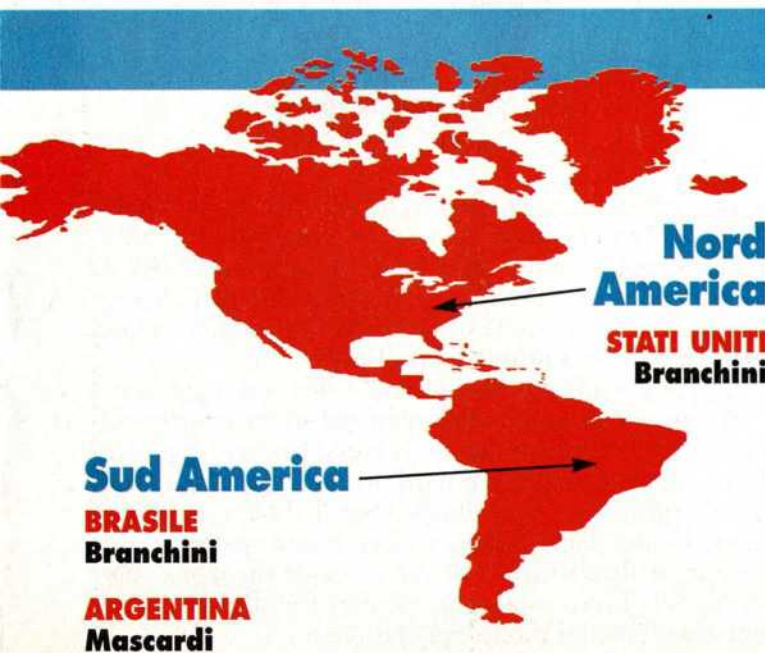 Nord
America
STATI UNITI
Branchini
Sud America
BRASILE
Branchini
ARGENTINA
Mascardi